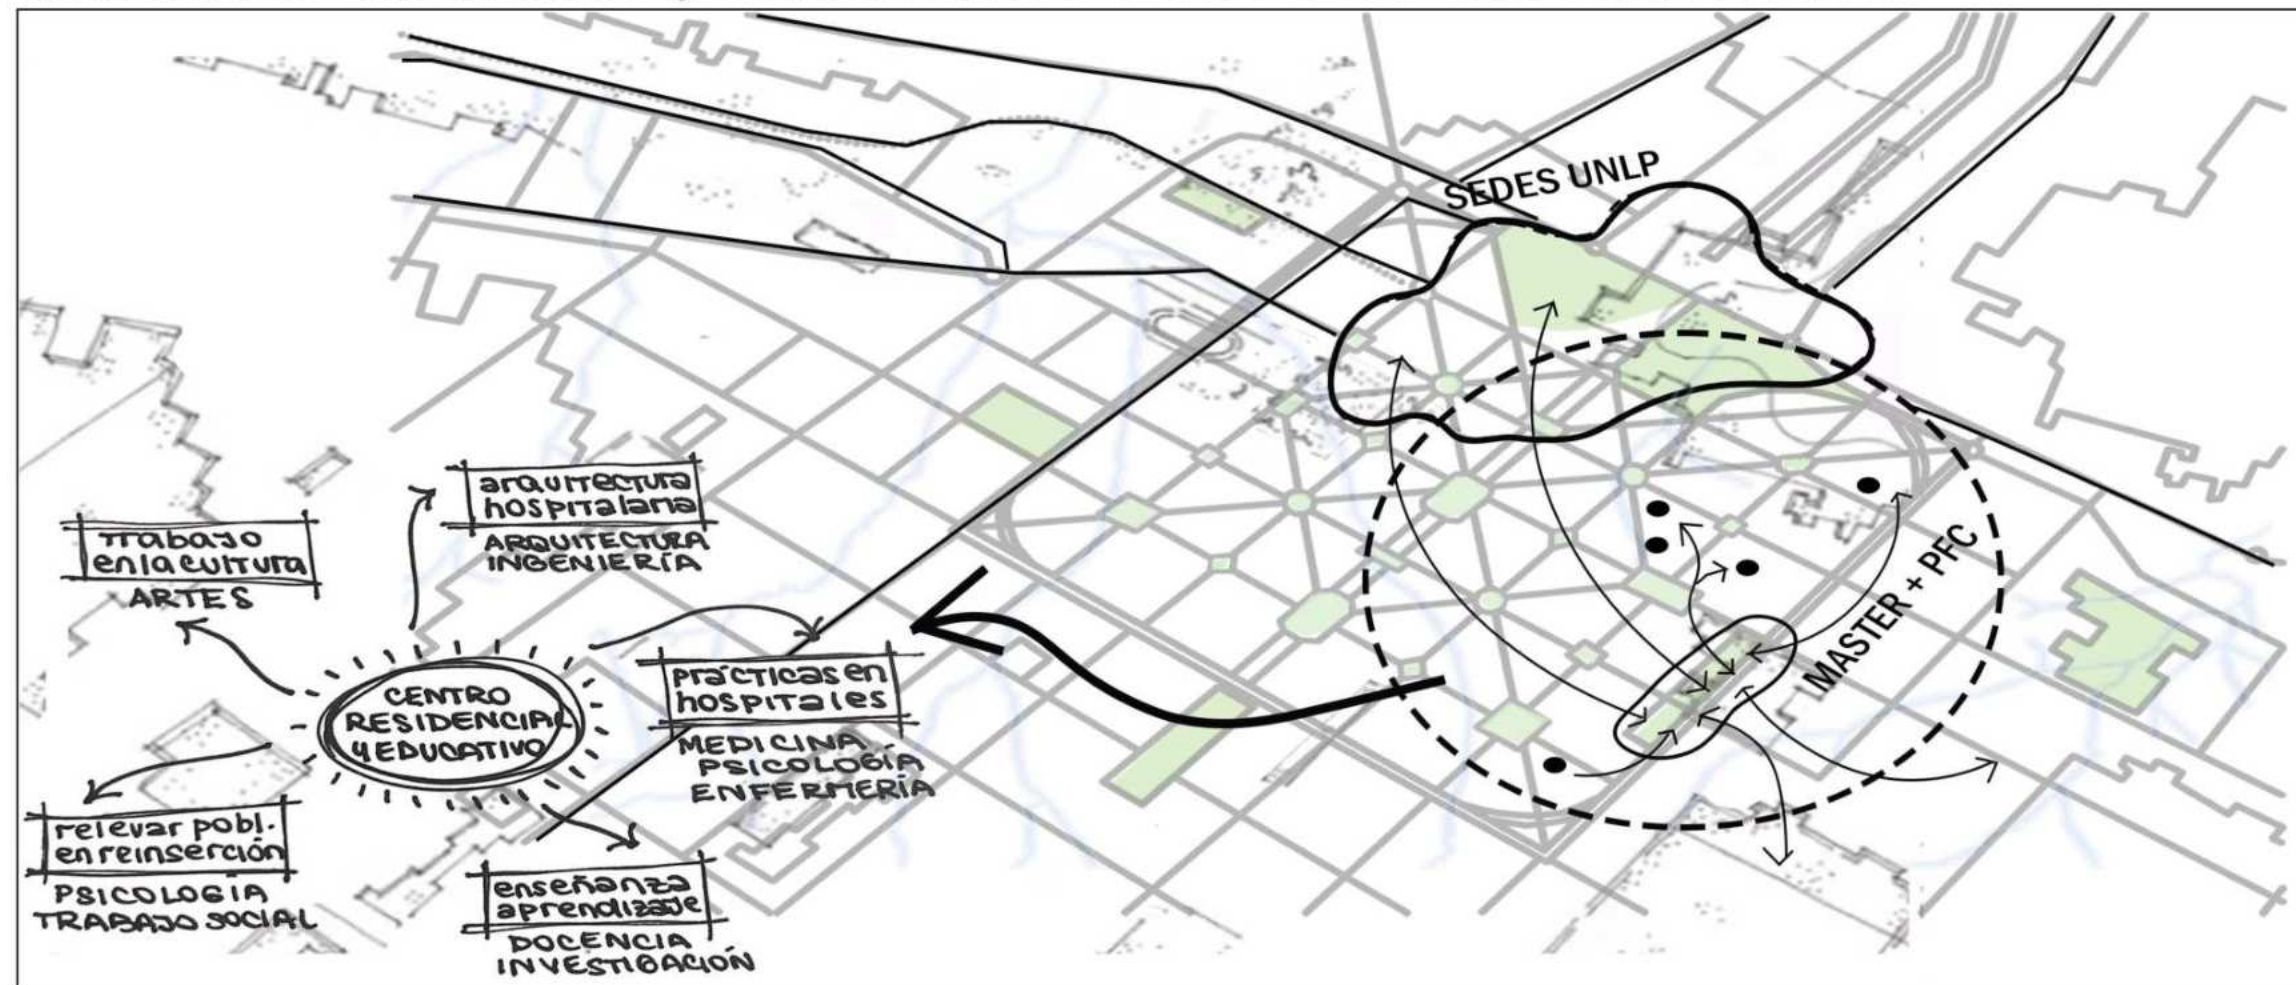 SEDES UNLP
MASTER + PFC
arquitectura
hospitalaria
ARQUITECTURA
INGENIERÍA
Trabajo
en la cultura
ARTES
CENTRO
RESIDENCIAL
y EDUCATIVO
prácticas en
hospitales
MEDICINA
PSICOLOGÍA
ENFERMERÍA
relevar pobl.
en reinserción
PSICOLOGÍA
TRABAJO SOCIAL
enseñanza
aprendizaje
DOCENCIA
INVESTIGACIÓN